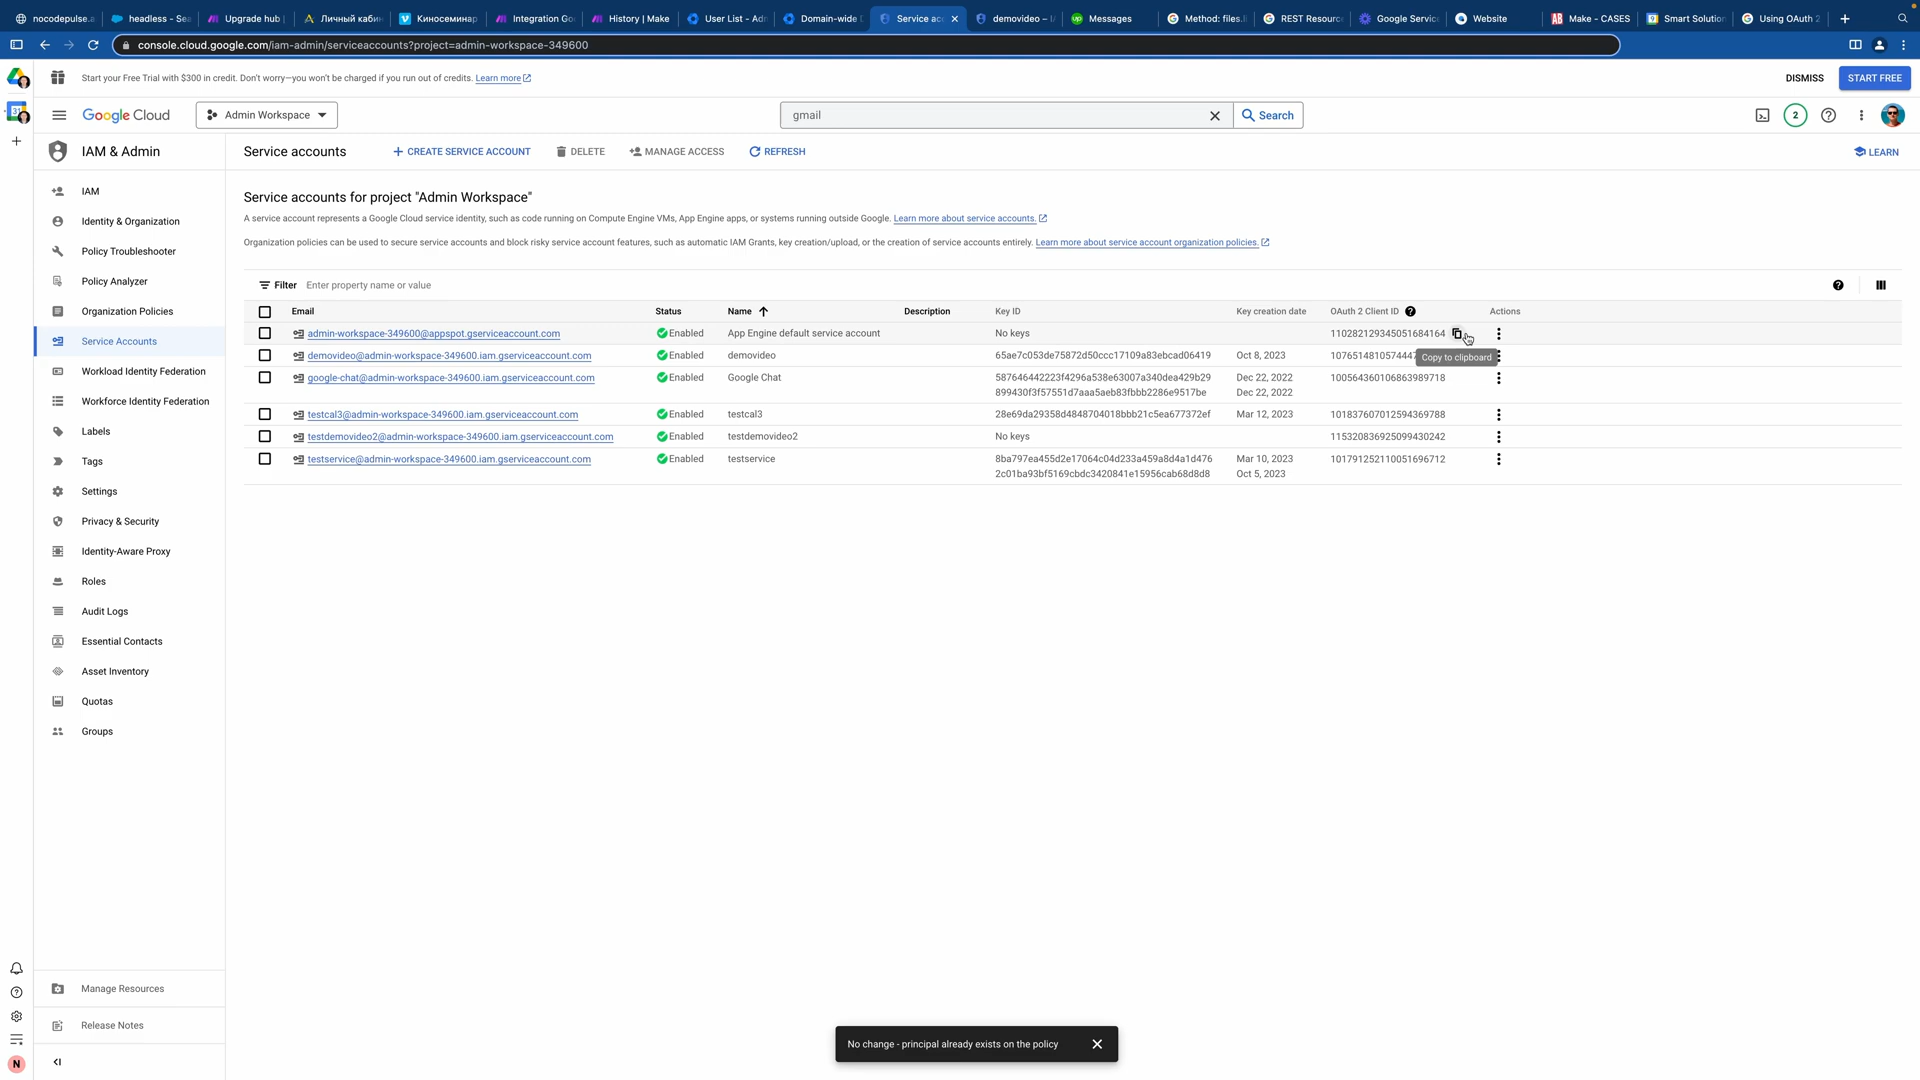 nocodepulse.a
headless - Sea
Upgrade hub
Личный каби
Киносеминар
Integration Go
History | Make
User List - Adm
Domain-wide D
Service acc
demovideo – IA
Messages
Method: files.li
REST Resource
Google Service
Website
Make - CASES
Smart Solution
Using OAuth 2
console.cloud.google.com/iam-admin/serviceaccounts?project=admin-workspace-349600
Start your Free Trial with $300 in credit. Don't worry—you won't be charged if you run out of credits. Learn more
DISMISS
START FREE
Google Cloud
Admin Workspace
gmail
Search
2
IAM & Admin
Service accounts
CREATE SERVICE ACCOUNT
DELETE
MANAGE ACCESS
REFRESH
LEARN
IAM
Identity & Organization
Policy Troubleshooter
Policy Analyzer
Organization Policies
Service Accounts
Workload Identity Federation
Workforce Identity Federation
Labels
Tags
Settings
Privacy & Security
Identity-Aware Proxy
Roles
Audit Logs
Essential Contacts
Asset Inventory
Quotas
Groups
Manage Resources
Release Notes
N
Service accounts for project "Admin Workspace"
A service account represents a Google Cloud service identity, such as code running on Compute Engine VMs, App Engine apps, or systems running outside Google. Learn more about service accounts.
Organization policies can be used to secure service accounts and block risky service account features, such as automatic IAM Grants, key creation/upload, or the creation of service accounts entirely. Learn more about service account organization policies.
Filter Enter property name or value
Email Status Name Description Key ID Key creation date OAuth 2 Client ID Actions
admin-workspace-349600@appspot.gserviceaccount.com Enabled App Engine default service account No keys 110282129345051684164
demovideo@admin-workspace-349600.iam.gserviceaccount.com Enabled demovideo 65ae7c053de75872d50ccc17109a83ebcad06419 Oct 8, 2023 1076514810574447
Copy to clipboard
google-chat@admin-workspace-349600.iam.gserviceaccount.com Enabled Google Chat 587646442223f4296a538e63007a340dea429b29 Dec 22, 2022 100564360106863989718
899430f3f57551d7aaa5aeb83fbbb2286e9517be Dec 22, 2022
testcal3@admin-workspace-349600.iam.gserviceaccount.com Enabled testcal3 28e69da29358d4848704018bbb21c5ea677372ef Mar 12, 2023 101837607012594369788
testdemovideo2@admin-workspace-349600.iam.gserviceaccount.com Enabled testdemovideo2 No keys 115320836925099430242
testservice@admin-workspace-349600.iam.gserviceaccount.com Enabled testservice 8ba797ea455d2e17064c04d233a459a8d4a1d476 Mar 10, 2023 101791252110051696712
2c01ba93bf5169cbdc3420841e15956cab68d8d8 Oct 5, 2023
No change - principal already exists on the policy